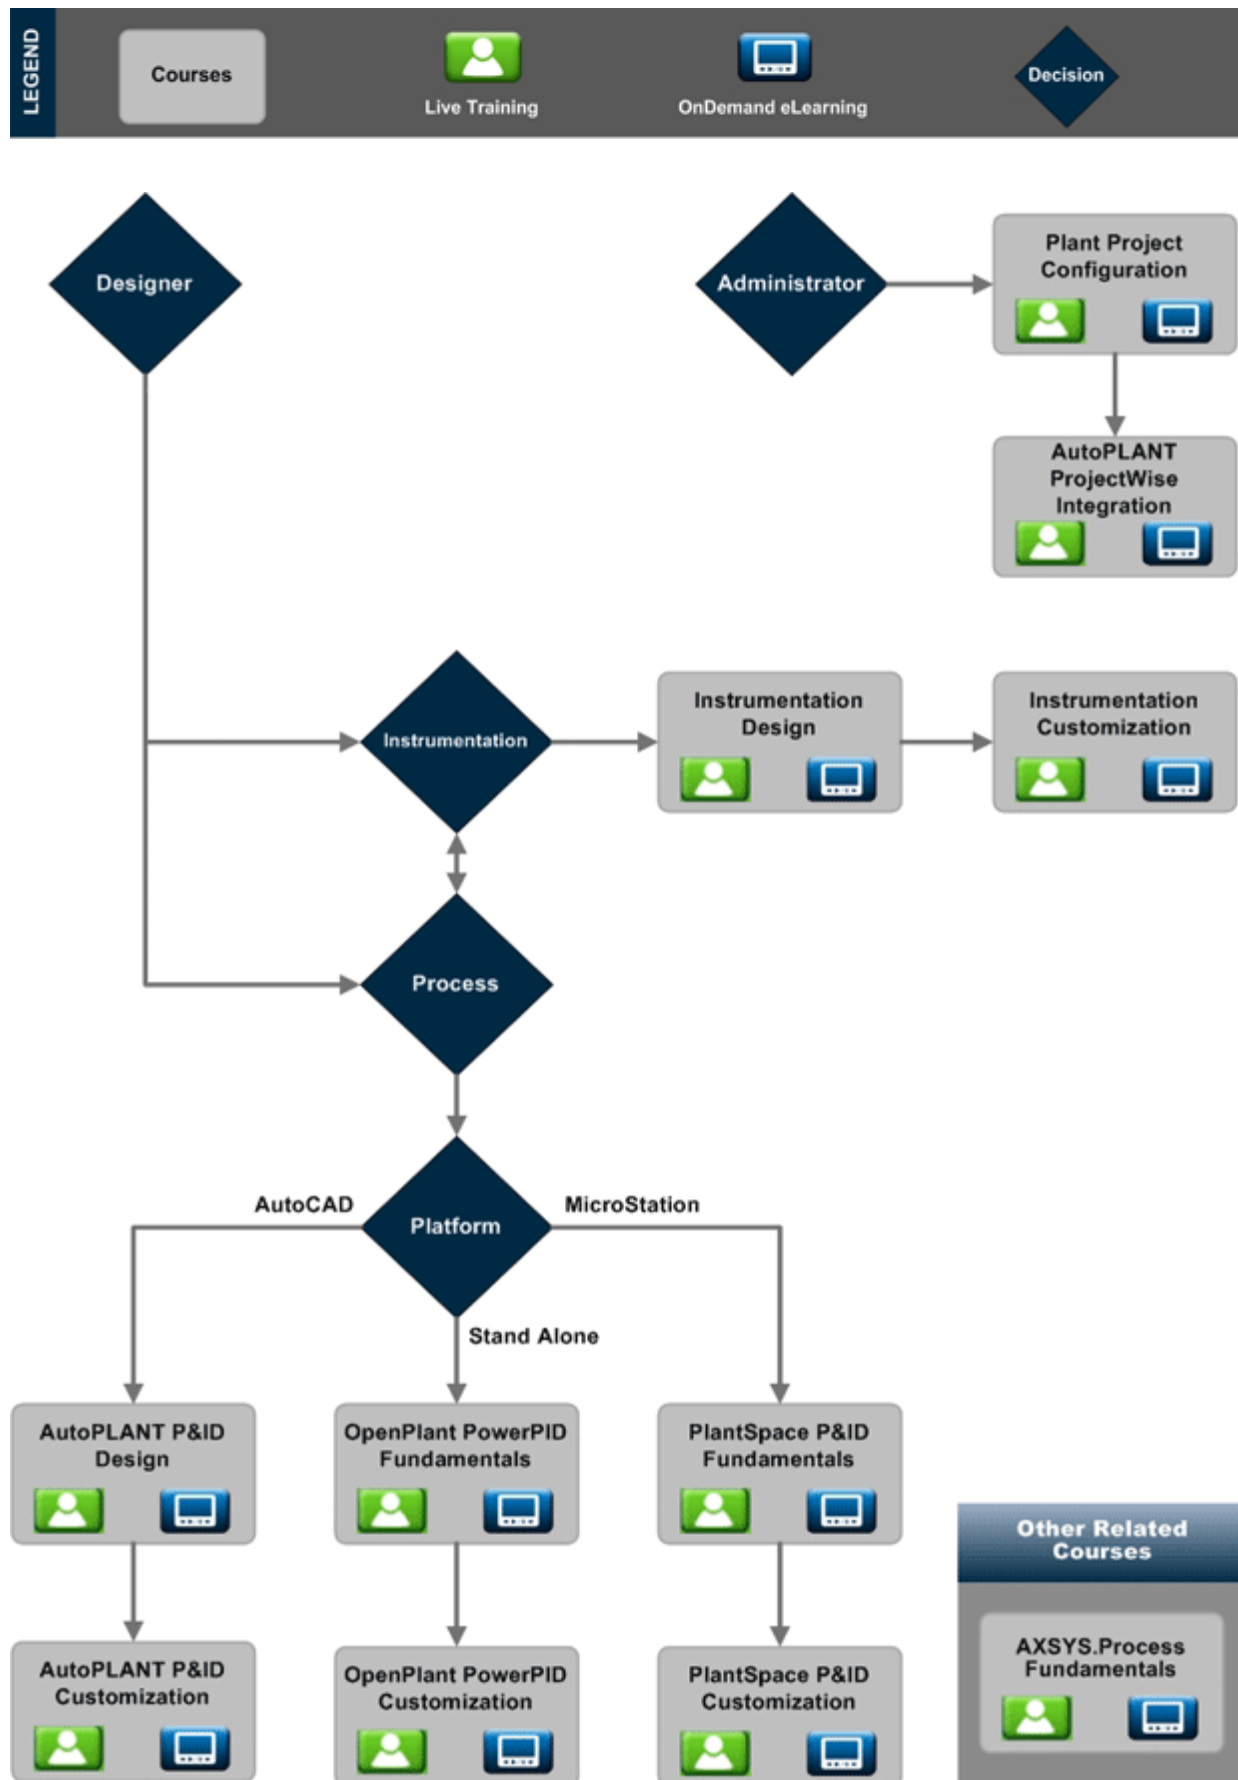 LEGEND
Courses
Live Training
OnDemand eLearning
Decision
Designer
Administrator
Plant Project
Configuration
AutoPLANT
ProjectWise
Integration
Instrumentation
Instrumentation
Design
Instrumentation
Customization
Process
Platform
AutoCAD
MicroStation
Stand Alone
AutoPLANT P&ID
Design
OpenPlant PowerPID
Fundamentals
PlantSpace P&ID
Fundamentals
AutoPLANT P&ID
Customization
OpenPlant PowerPID
Customization
PlantSpace P&ID
Customization
Other Related
Courses
AXSYS.Process
Fundamentals